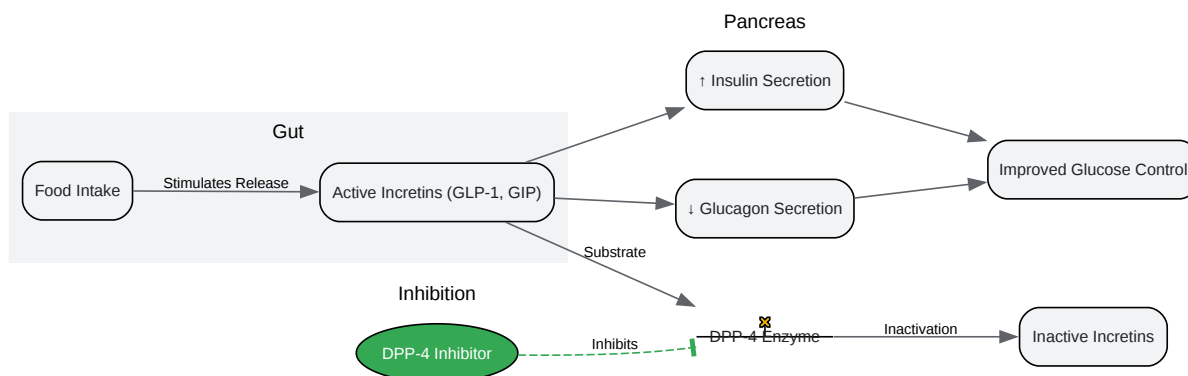 Pancreas
↑ Insulin Secretion
Gut
Food Intake
Stimulates Release
Active Incretins (GLP-1, GIP)
Improved Glucose Control
↓ Glucagon Secretion
Substrate
Inhibition
DPP-4 Inhibitor
Inhibits
DPP-4 Enzyme
Inactivation
Inactive Incretins